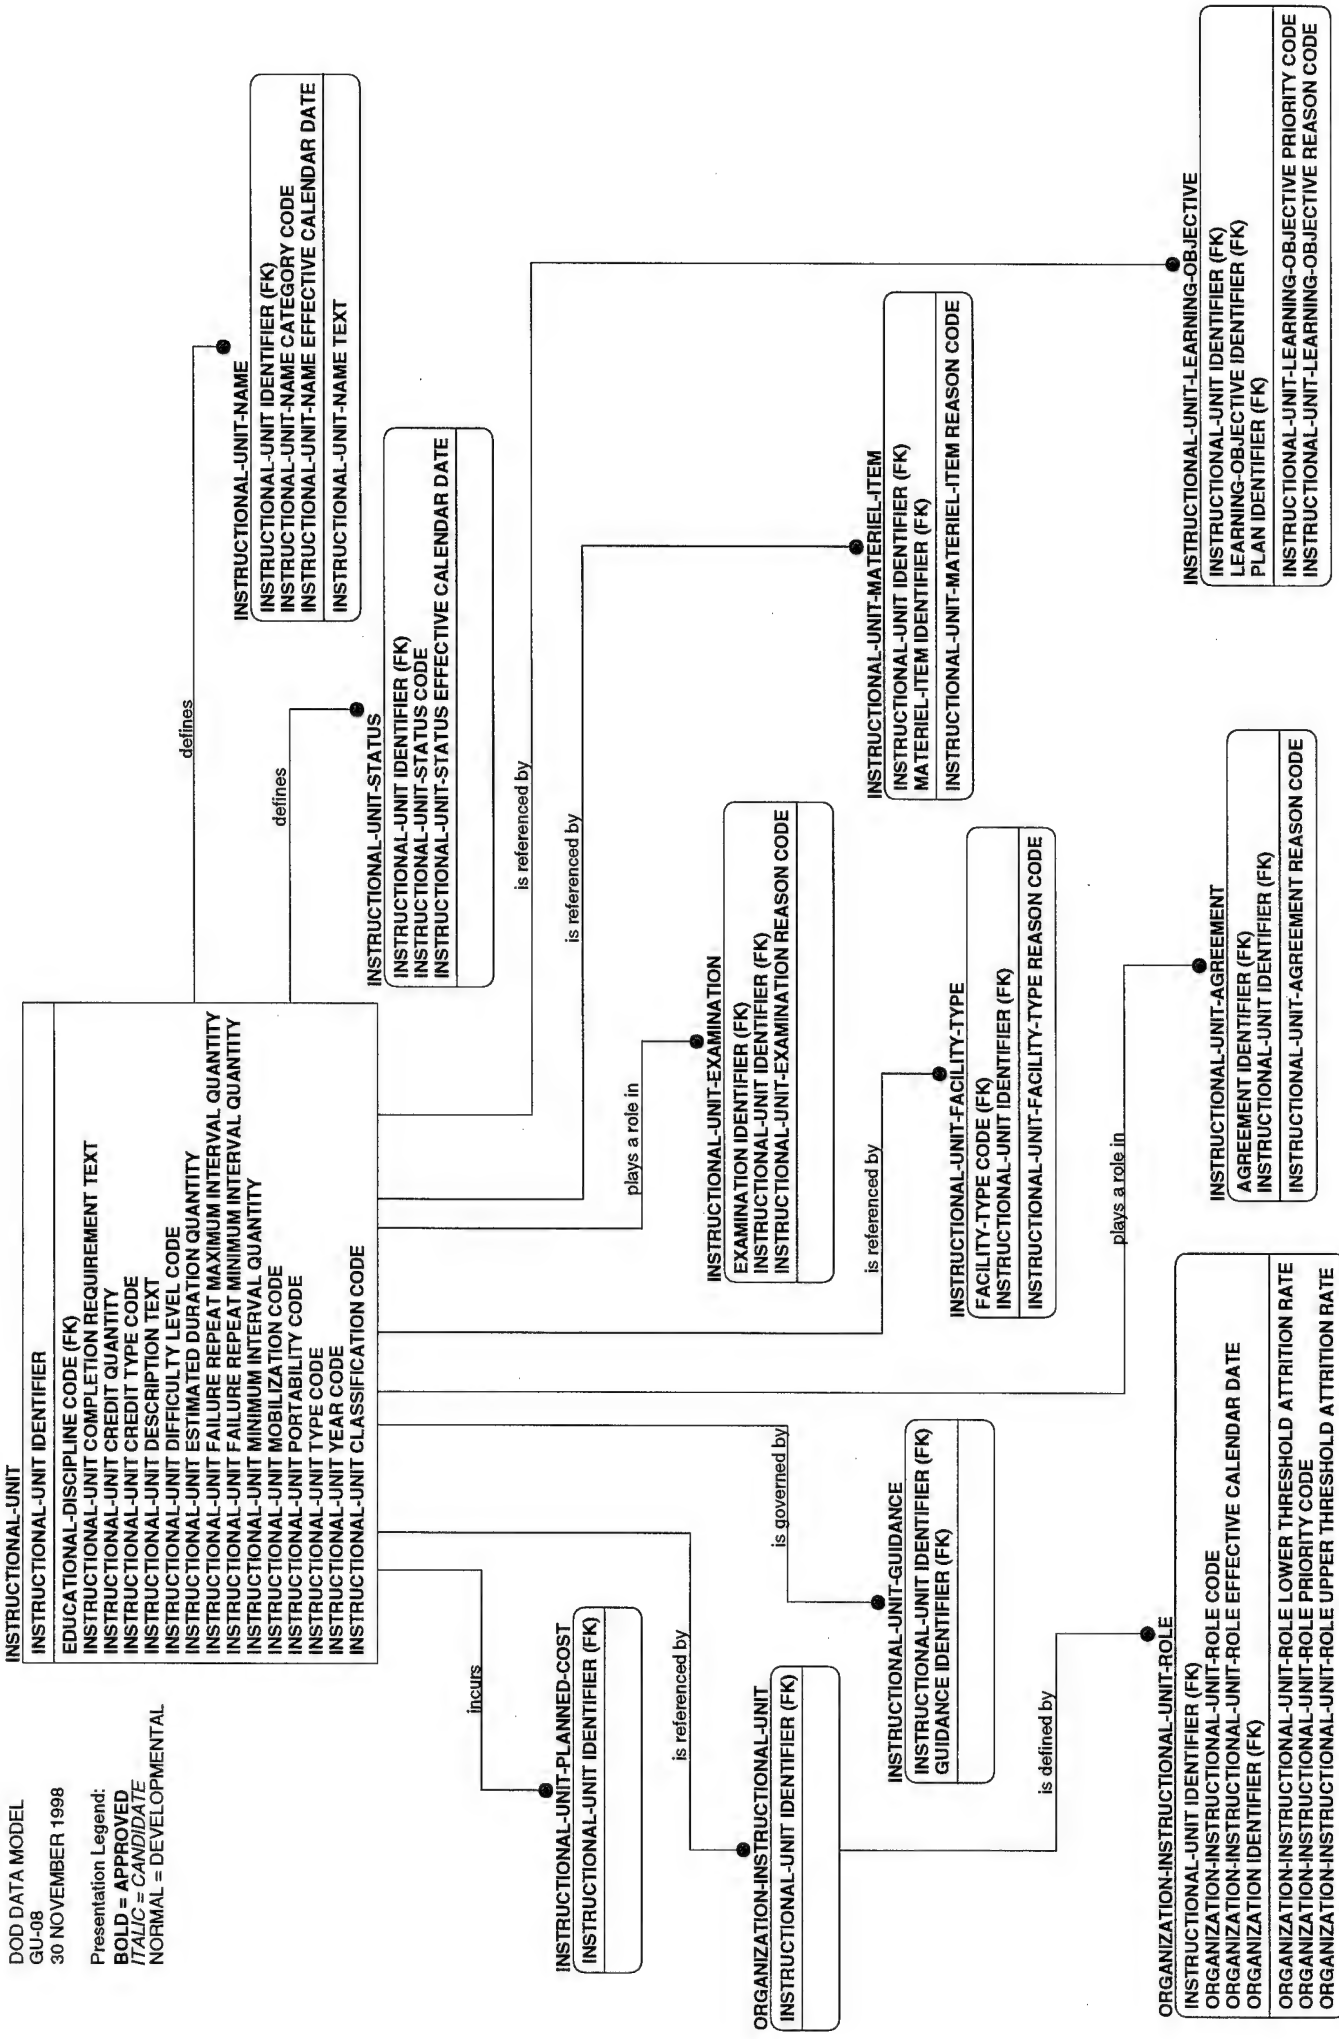 DOD DATA MODEL
GU-08
30 NOVEMBER 1998
Presentation Legend:
BOLD = APPROVED
ITALIC = CANDIDATE
NORMAL = DEVELOPMENTAL
INSTRUCTIONAL-UNIT
INSTRUCTIONAL-UNIT IDENTIFIER
EDUCATIONAL-DISCIPLINE CODE (FK)
INSTRUCTIONAL-UNIT COMPLETION REQUIREMENT TEXT
INSTRUCTIONAL-UNIT CREDIT QUANTITY
INSTRUCTIONAL-UNIT CREDIT TYPE CODE
INSTRUCTIONAL-UNIT DESCRIPTION TEXT
INSTRUCTIONAL-UNIT DIFFICULTY LEVEL CODE
INSTRUCTIONAL-UNIT ESTIMATED DURATION QUANTITY
INSTRUCTIONAL-UNIT FAILURE REPEAT MAXIMUM INTERVAL QUANTITY
INSTRUCTIONAL-UNIT FAILURE REPEAT MINIMUM INTERVAL QUANTITY
INSTRUCTIONAL-UNIT MINIMUM INTERVAL QUANTITY
INSTRUCTIONAL-UNIT MOBILIZATION CODE
INSTRUCTIONAL-UNIT PORTABILITY CODE
INSTRUCTIONAL-UNIT TYPE CODE
INSTRUCTIONAL-UNIT YEAR CODE
INSTRUCTIONAL-UNIT CLASSIFICATION CODE
defines
INSTRUCTIONAL-UNIT-NAME
INSTRUCTIONAL-UNIT IDENTIFIER (FK)
INSTRUCTIONAL-UNIT-NAME CATEGORY CODE
INSTRUCTIONAL-UNIT-NAME EFFECTIVE CALENDAR DATE
INSTRUCTIONAL-UNIT-NAME TEXT
defines
INSTRUCTIONAL-UNIT-STATUS
INSTRUCTIONAL-UNIT IDENTIFIER (FK)
INSTRUCTIONAL-UNIT-STATUS CODE
INSTRUCTIONAL-UNIT-STATUS EFFECTIVE CALENDAR DATE
is referenced by
is referenced by
incurs
INSTRUCTIONAL-UNIT-PLANNED-COST
INSTRUCTIONAL-UNIT IDENTIFIER (FK)
plays a role in
INSTRUCTIONAL-UNIT-EXAMINATION
EXAMINATION IDENTIFIER (FK)
INSTRUCTIONAL-UNIT IDENTIFIER (FK)
INSTRUCTIONAL-UNIT-EXAMINATION REASON CODE
is referenced by
ORGANIZATION-INSTRUCTIONAL-UNIT
INSTRUCTIONAL-UNIT IDENTIFIER (FK)
is governed by
INSTRUCTIONAL-UNIT-GUIDANCE
INSTRUCTIONAL-UNIT IDENTIFIER (FK)
GUIDANCE IDENTIFIER (FK)
is referenced by
INSTRUCTIONAL-UNIT-FACILITY-TYPE
FACILITY-TYPE CODE (FK)
INSTRUCTIONAL-UNIT IDENTIFIER (FK)
INSTRUCTIONAL-UNIT-FACILITY-TYPE REASON CODE
INSTRUCTIONAL-UNIT-MATERIEL-ITEM
INSTRUCTIONAL-UNIT IDENTIFIER (FK)
MATERIEL-ITEM IDENTIFIER (FK)
INSTRUCTIONAL-UNIT-MATERIEL-ITEM REASON CODE
is defined by
plays a role in
ORGANIZATION-INSTRUCTIONAL-UNIT-ROLE
INSTRUCTIONAL-UNIT IDENTIFIER (FK)
ORGANIZATION-INSTRUCTIONAL-UNIT-ROLE CODE
ORGANIZATION-INSTRUCTIONAL-UNIT-ROLE EFFECTIVE CALENDAR DATE
ORGANIZATION IDENTIFIER (FK)
ORGANIZATION-INSTRUCTIONAL-UNIT-ROLE LOWER THRESHOLD ATTRITION RATE
ORGANIZATION-INSTRUCTIONAL-UNIT-ROLE PRIORITY CODE
ORGANIZATION-INSTRUCTIONAL-UNIT-ROLE UPPER THRESHOLD ATTRITION RATE
INSTRUCTIONAL-UNIT-AGREEMENT
AGREEMENT IDENTIFIER (FK)
INSTRUCTIONAL-UNIT IDENTIFIER (FK)
INSTRUCTIONAL-UNIT-AGREEMENT REASON CODE
INSTRUCTIONAL-UNIT-LEARNING-OBJECTIVE
INSTRUCTIONAL-UNIT IDENTIFIER (FK)
LEARNING-OBJECTIVE IDENTIFIER (FK)
PLAN IDENTIFIER (FK)
INSTRUCTIONAL-UNIT-LEARNING-OBJECTIVE PRIORITY CODE
INSTRUCTIONAL-UNIT-LEARNING-OBJECTIVE REASON CODE